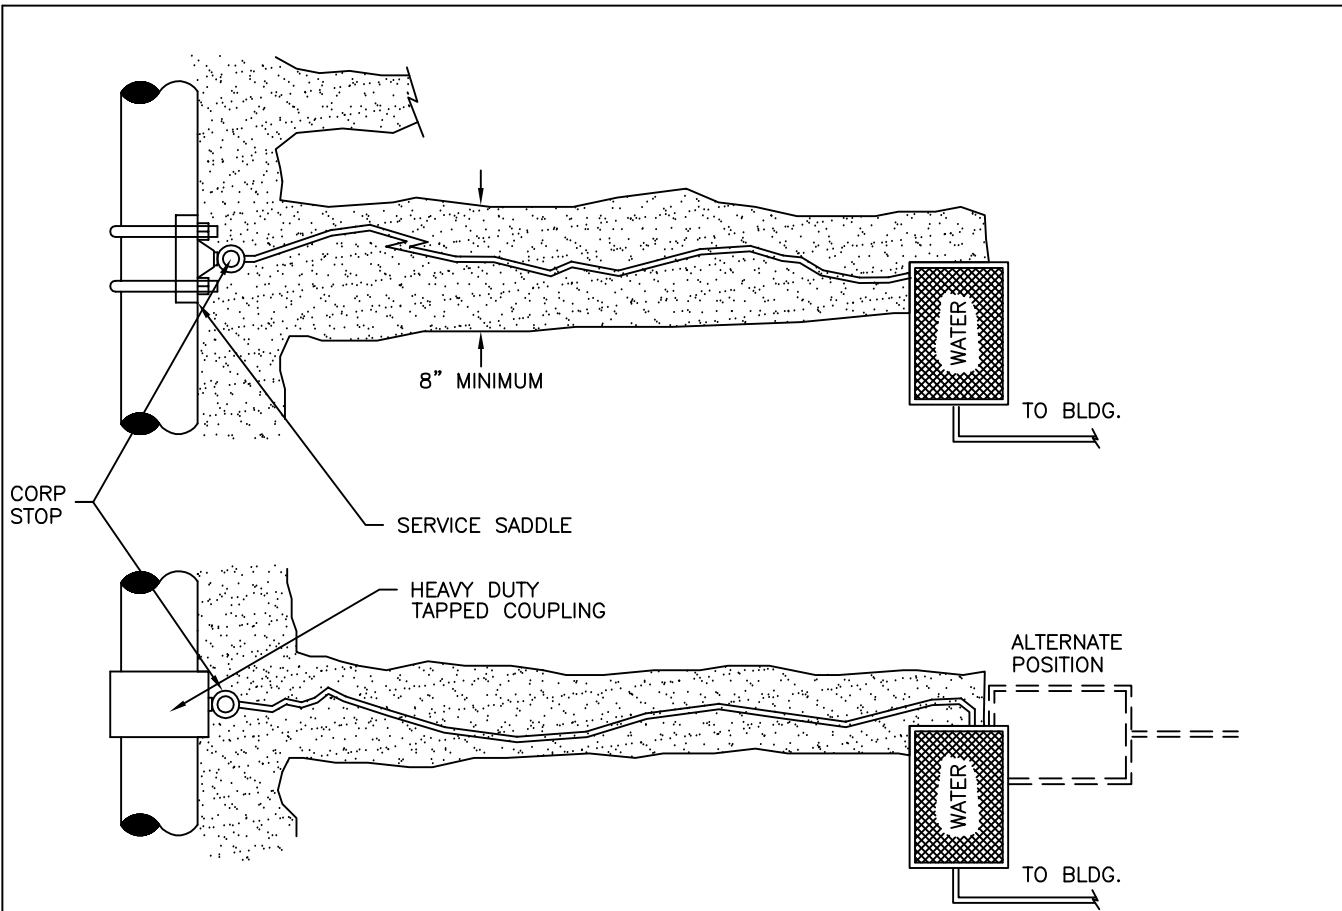 8” MINIMUM
WATER
TO BLDG.
CORP
STOP
SERVICE SADDLE
HEAVY DUTY
TAPPED COUPLING
ALTERNATE
POSITION
WATER
TO BLDG.